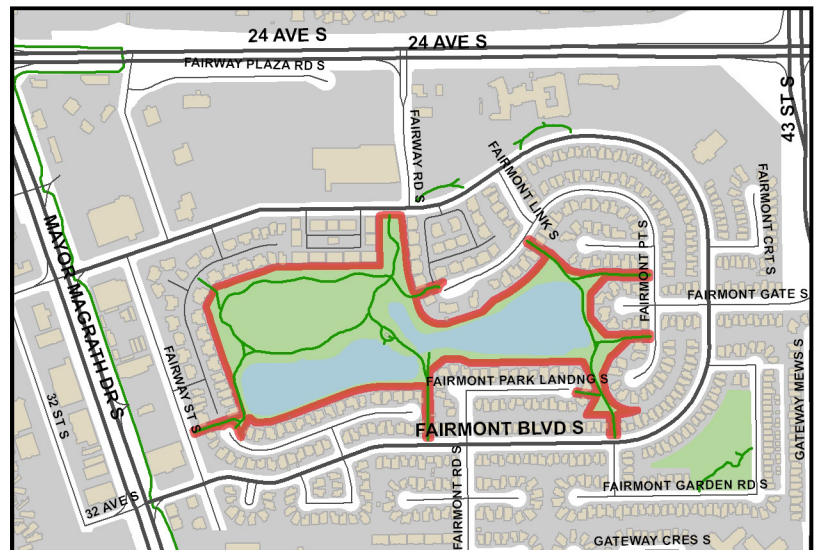 24 AVE S
24 AVE S
FAIRWAY PLAZA RD S
43 ST S
FAIRWAY RD S
FAIRMONT LINK S
FAIRMONT CRT S
MAYOR MAGRATH DR S
FAIRMONT PT S
FAIRMONT GATE S
FAIRWAY ST S
FAIRMONT PARK LANDNG S
GATEWAY MEWS S
32 ST S
FAIRMONT BLVD S
FAIRMONT RD S
FAIRMONT GARDEN RD S
32 AVE S
GATEWAY CRES S